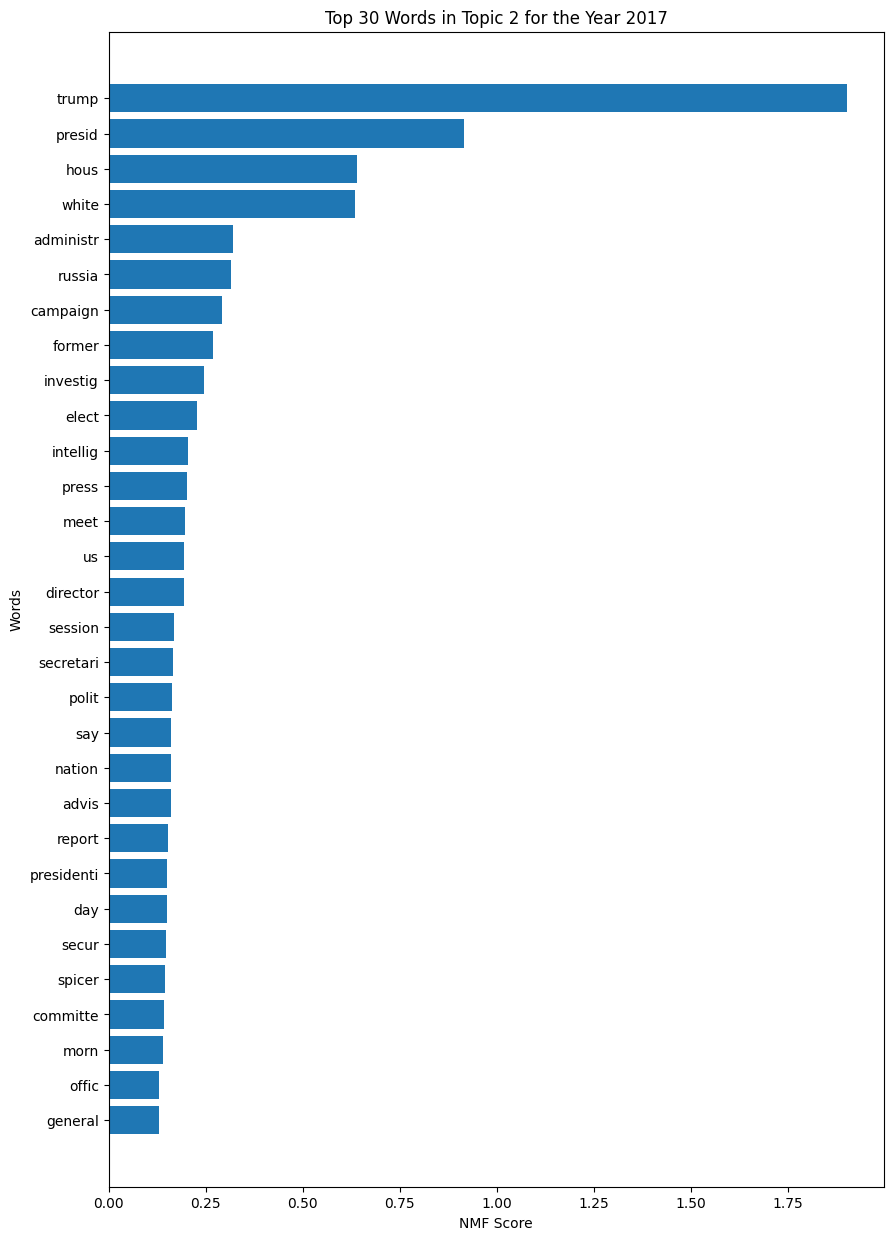 Top 30 Words in Topic 2 for the Year 2017
trump
presid
hous
white
administr
russia
campaign
former
investig
elect
intellig
press
meet
us
director
session
secretari
polit
say
nation
advis
report
presidenti
day
secur
spicer
committe
morn
offic
general
Words
0.00 0.25 0.50 0.75 1.00 1.25 1.50 1.75
NMF Score